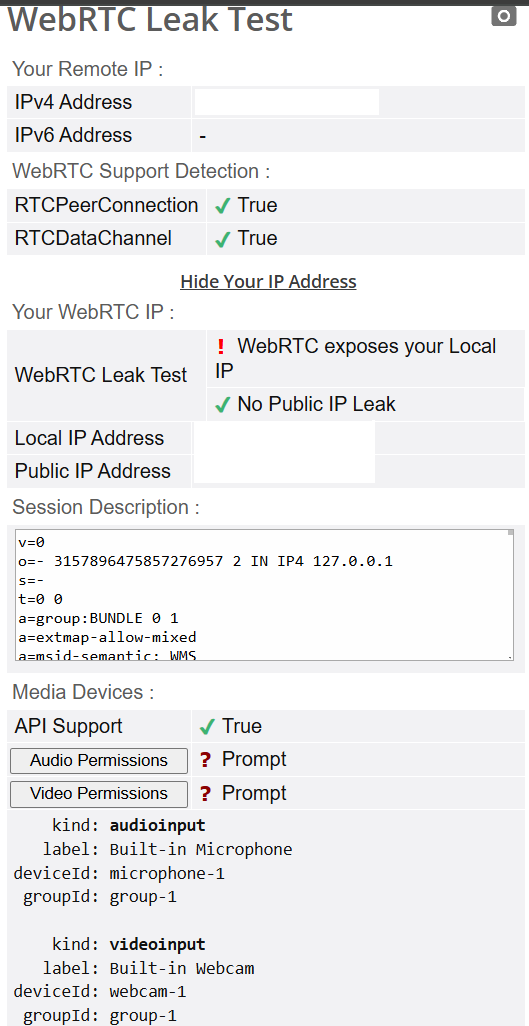 WebRTC Leak Test
Your Remote IP :
IPv4 Address
IPv6 Address -
WebRTC Support Detection :
RTCPeerConnection ✔ True
RTCDataChannel ✔ True
Hide Your IP Address
Your WebRTC IP :
WebRTC Leak Test
! WebRTC exposes your Local
IP
✔ No Public IP Leak
Local IP Address
Public IP Address
Session Description :
v=0
o=- 3157896475857276957 2 IN IP4 127.0.0.1
s=-
t=0 0
a=group:BUNDLE 0 1
a=extmap-allow-mixed
a=msid-semantic: WMS
Media Devices :
API Support ✔ True
Audio Permissions ? Prompt
Video Permissions ? Prompt
kind: audioinput
label: Built-in Microphone
deviceId: microphone-1
groupId: group-1
kind: videoinput
label: Built-in Webcam
deviceId: webcam-1
groupId: group-1